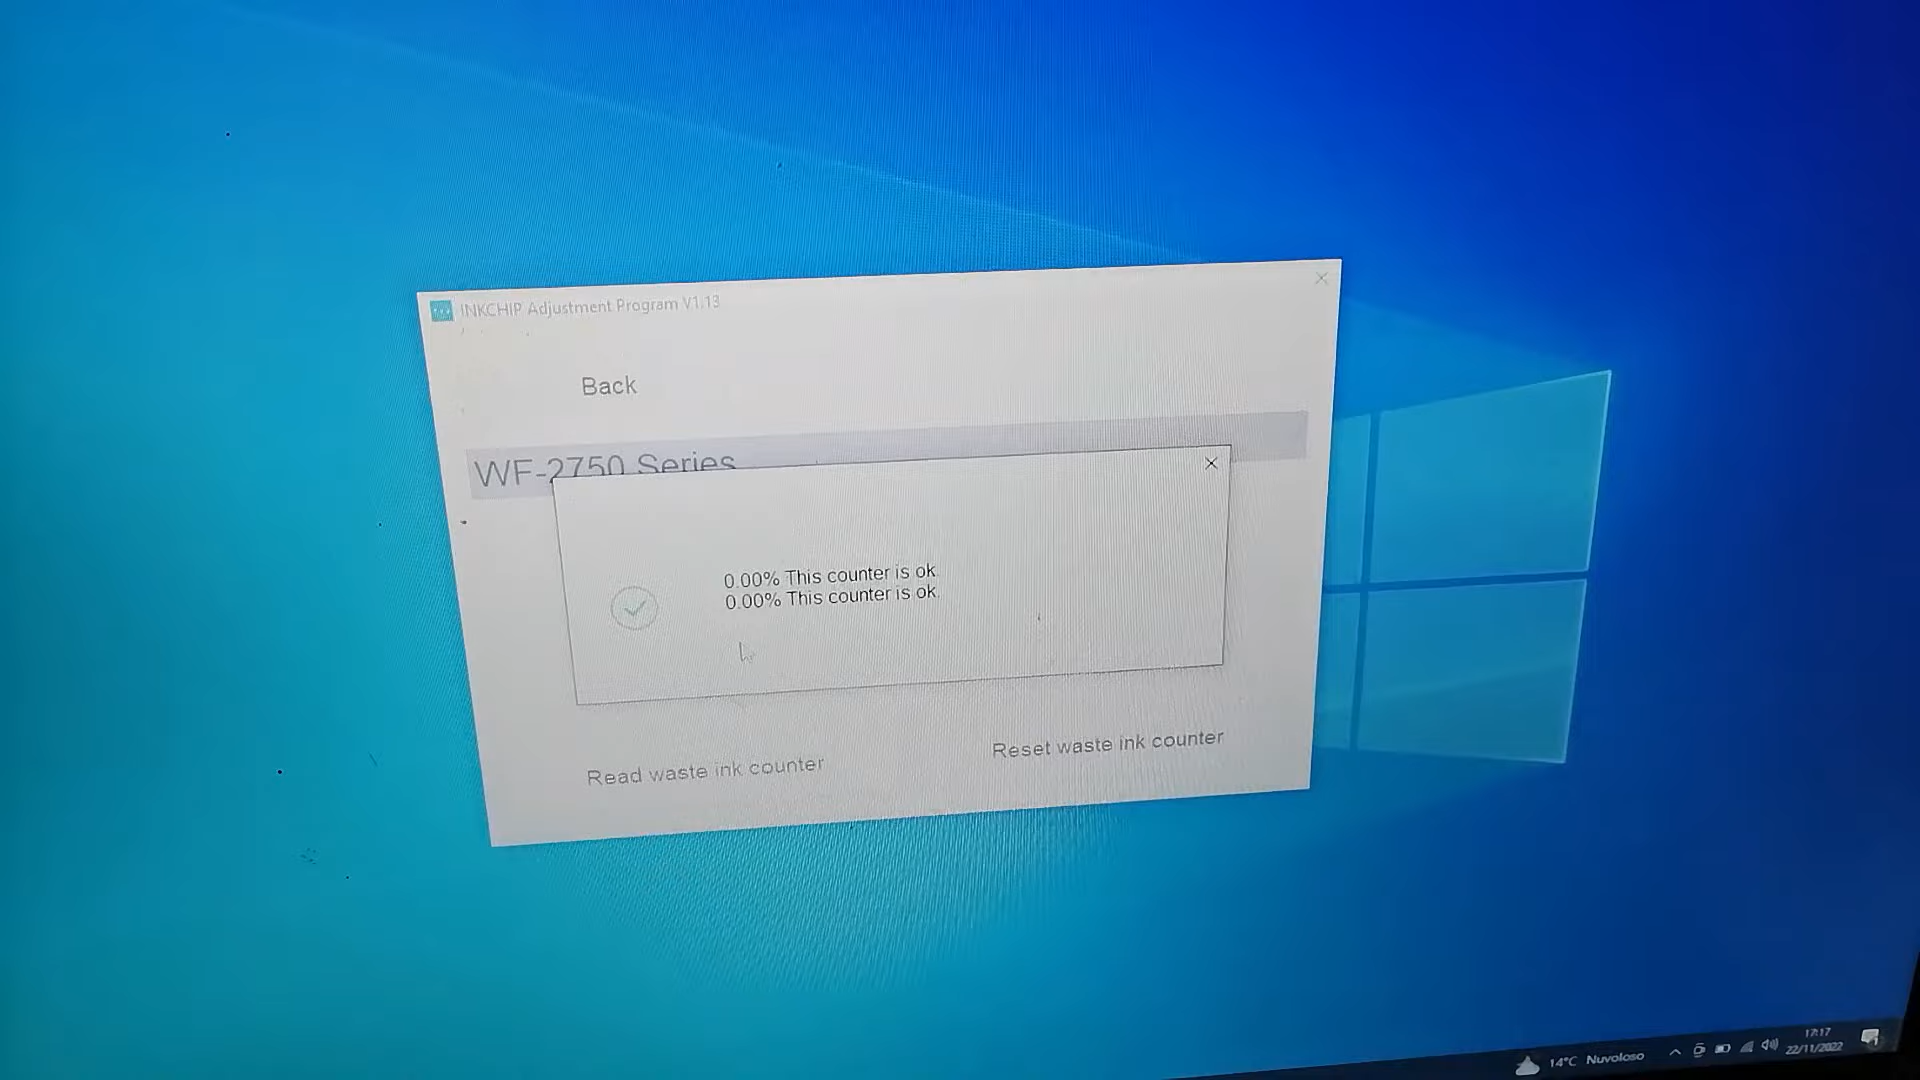 INKCHIP Adjustment Program V1.13
Back
WF-2750 Series
0.00% This counter is ok.
0.00% This counter is ok.
Read waste ink counter
Reset waste ink counter
14°C Nuvoloso
17:17
22/11/2022